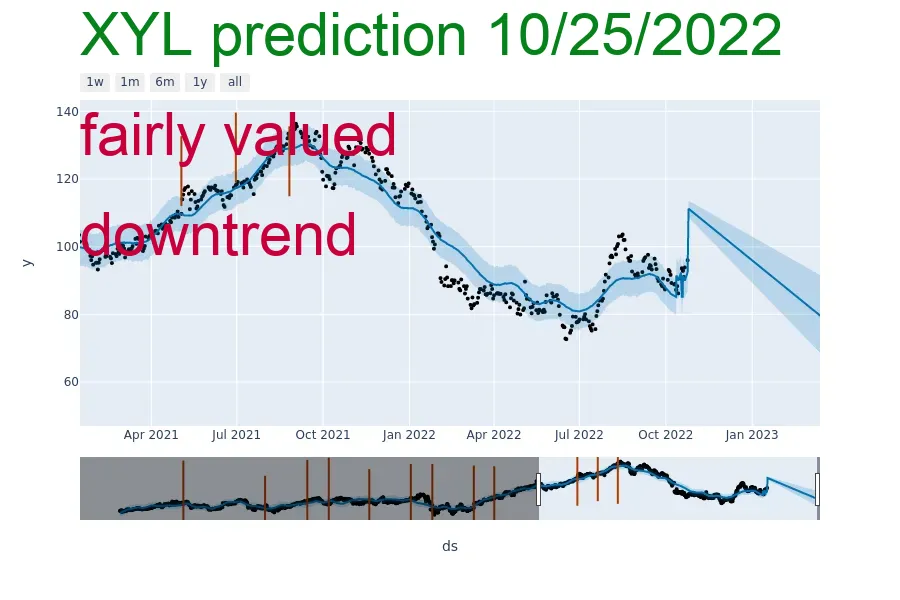 XYL prediction 10/25/2022
1w 1m 6m 1y all
140
fairly valued
120
downtrend
100
y
80
60
Apr 2021 Jul 2021 Oct 2021 Jan 2022 Apr 2022 Jul 2022 Oct 2022 Jan 2023
ds